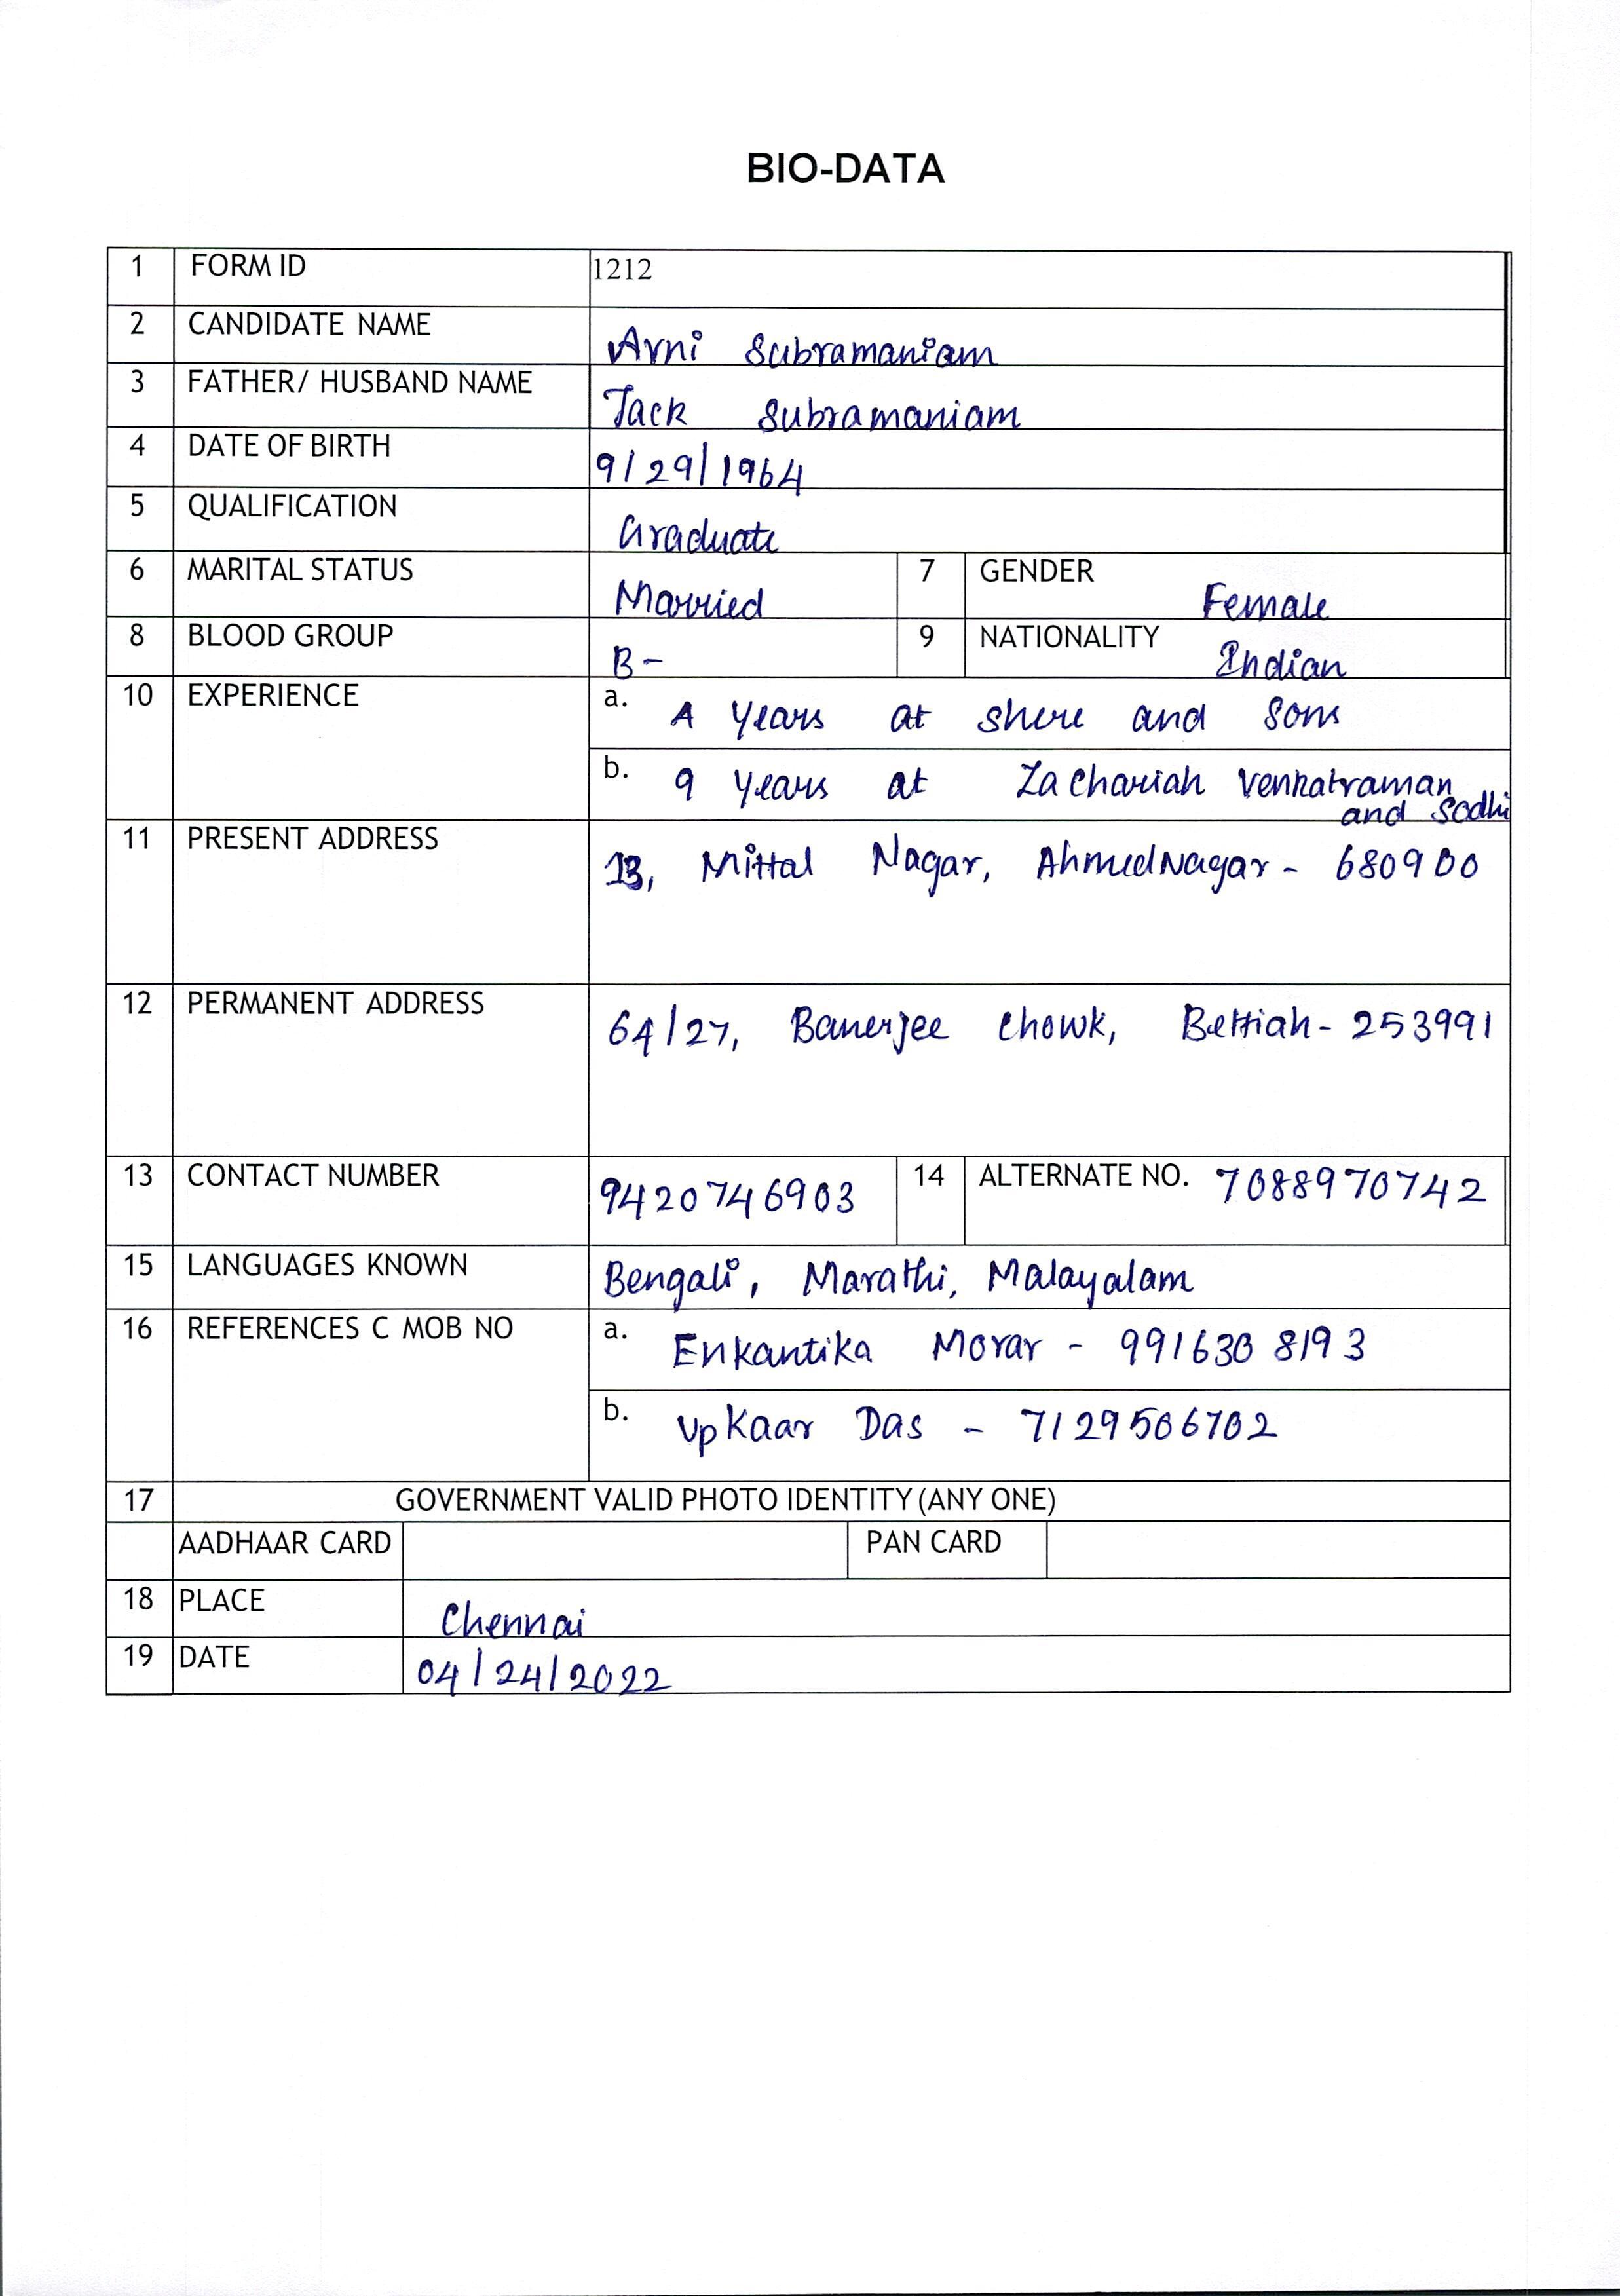 BIO-DATA
1 FORM ID 1212
2 CANDIDATE NAME Avni Subramaniam
3 FATHER/ HUSBAND NAME Jack Subramaniam
4 DATE OF BIRTH 9/29/1964
5 QUALIFICATION Graduate
6 MARITAL STATUS Married 7 GENDER Female
8 BLOOD GROUP B- 9 NATIONALITY Indian
10 EXPERIENCE a. 4 years at shere and Sons
b. 9 years at Zachariah Venkatraman
and Sodhi
11 PRESENT ADDRESS 13, Mittal Nagar, AhmedNagar - 680900
12 PERMANENT ADDRESS 64/27, Banerjee Chowk, Bettiah - 253991
13 CONTACT NUMBER 9420746903 14 ALTERNATE NO. 7088970742
15 LANGUAGES KNOWN Bengali, Marathi, Malayalam
16 REFERENCES C MOB NO a. Enkantika Morar - 9916308193
b. UpKaar Das - 7129506702
17 GOVERNMENT VALID PHOTO IDENTITY (ANY ONE)
AADHAAR CARD PAN CARD
18 PLACE Chennai
19 DATE 04/24/2022